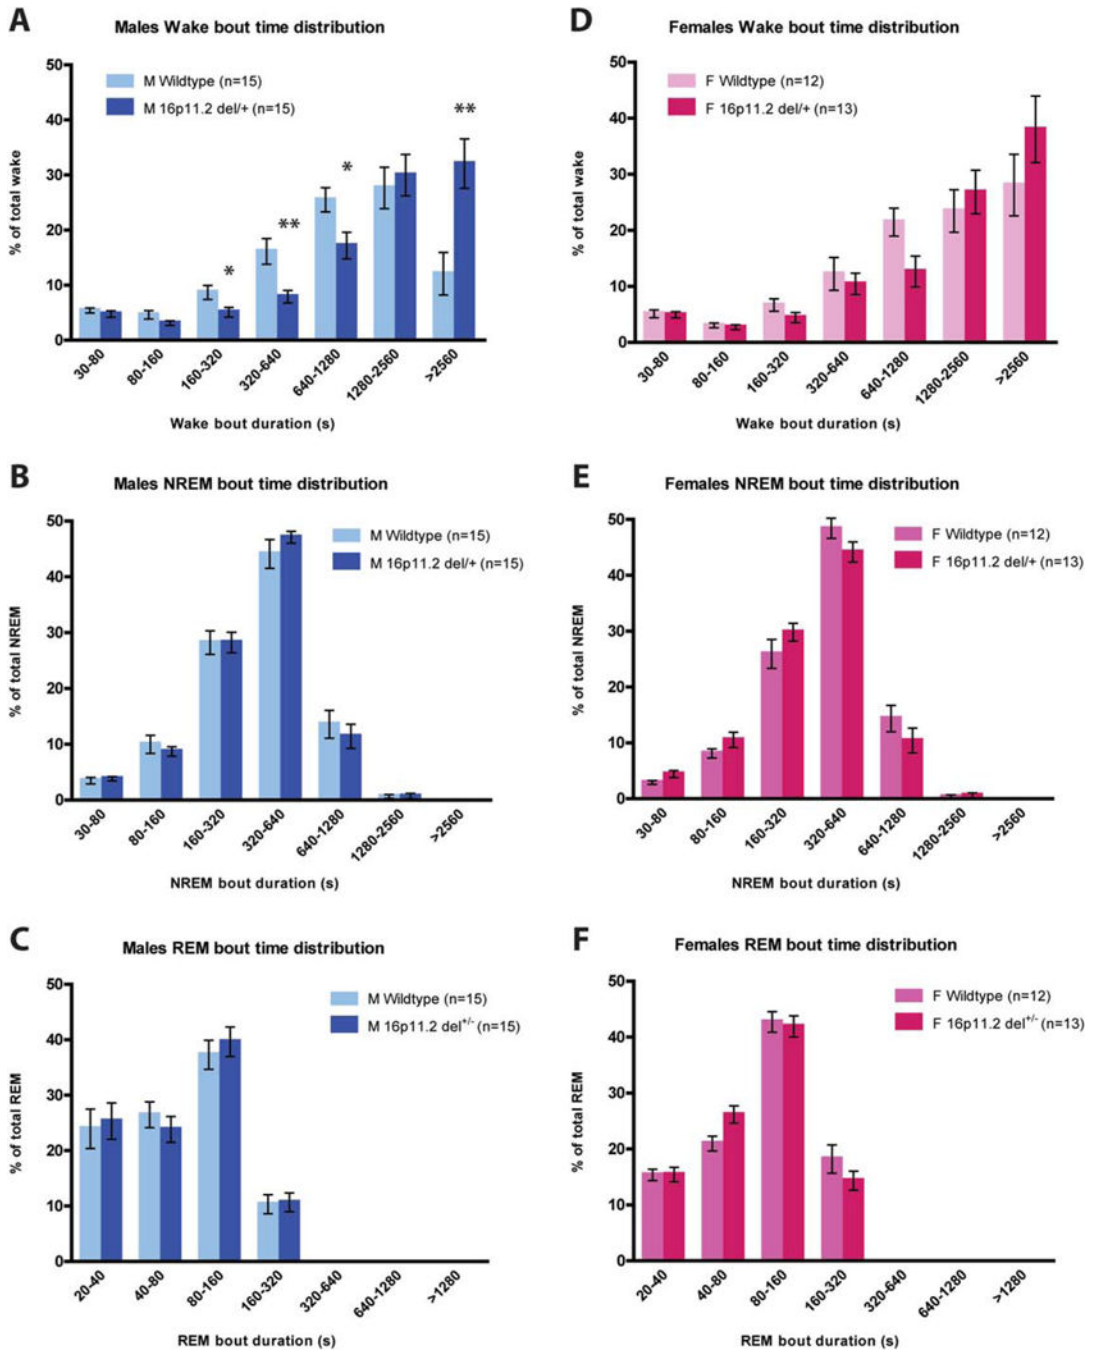 A
Males Wake bout time distribution
M Wildtype (n=15)
M 16p11.2 del/+ (n=15)
% of total wake
50
40
30
20
10
0
*
**
*
**
30-80
80-160
160-320
320-640
640-1280
1280-2560
>2560
Wake bout duration (s)
D
Females Wake bout time distribution
F Wildtype (n=12)
F 16p11.2 del/+ (n=13)
% of total wake
50
40
30
20
10
0
30-80
80-160
160-320
320-640
640-1280
1280-2560
>2560
Wake bout duration (s)
B
Males NREM bout time distribution
M Wildtype (n=15)
M 16p11.2 del/+ (n=15)
% of total NREM
50
40
30
20
10
0
30-80
80-160
160-320
320-640
640-1280
1280-2560
>2560
NREM bout duration (s)
E
Females NREM bout time distribution
F Wildtype (n=12)
F 16p11.2 del/+ (n=13)
% of total NREM
50
40
30
20
10
0
30-80
80-160
160-320
320-640
640-1280
1280-2560
>2560
NREM bout duration (s)
C
Males REM bout time distribution
M Wildtype (n=15)
M 16p11.2 del+/- (n=15)
% of total REM
50
40
30
20
10
0
20-40
40-80
80-160
160-320
320-640
640-1280
>1280
REM bout duration (s)
F
Females REM bout time distribution
F Wildtype (n=12)
F 16p11.2 del+/- (n=13)
% of total REM
50
40
30
20
10
0
20-40
40-80
80-160
160-320
320-640
640-1280
>1280
REM bout duration (s)